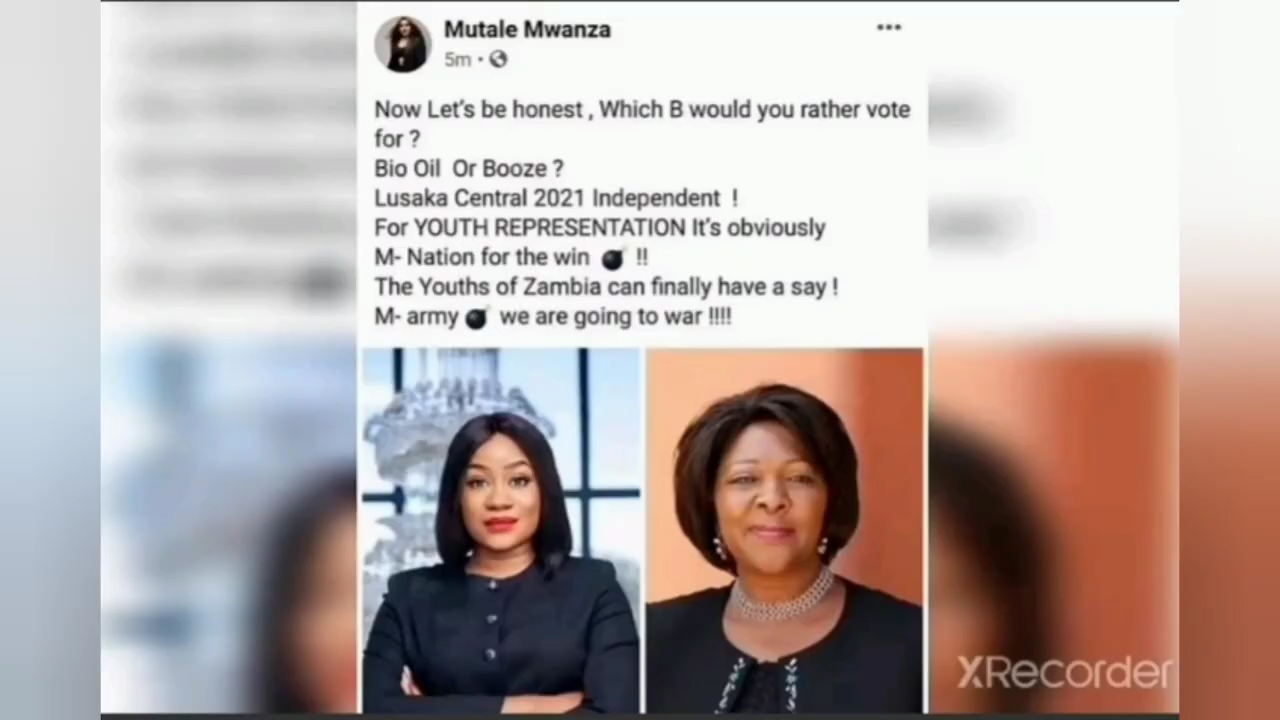 Mutale Mwanza
5m ·
Now Let's be honest , Which B would you rather vote
for ?
Bio Oil Or Booze ?
Lusaka Central 2021 Independent !
For YOUTH REPRESENTATION It's obviously
M- Nation for the win 💣 !!
The Youths of Zambia can finally have a say !
M- army 💣 we are going to war !!!!
XRecorder